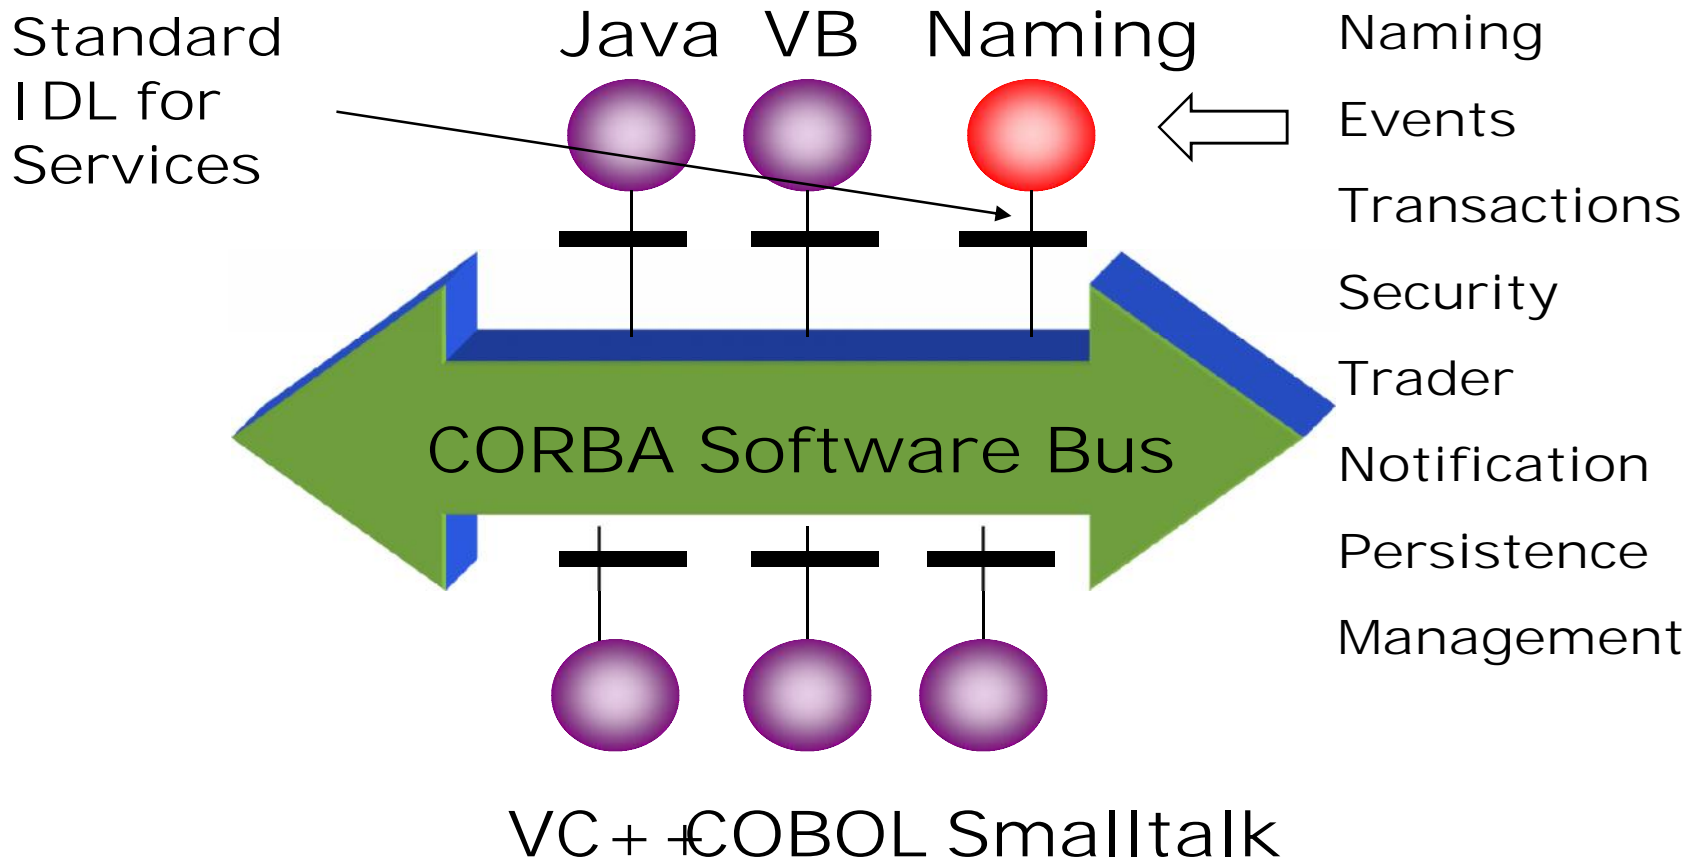 Standard
IDL for
Services
Java VB Naming
Naming
Events
Transactions
Security
Trader
Notification
Persistence
Management
CORBA Software Bus
VC++ COBOL Smalltalk